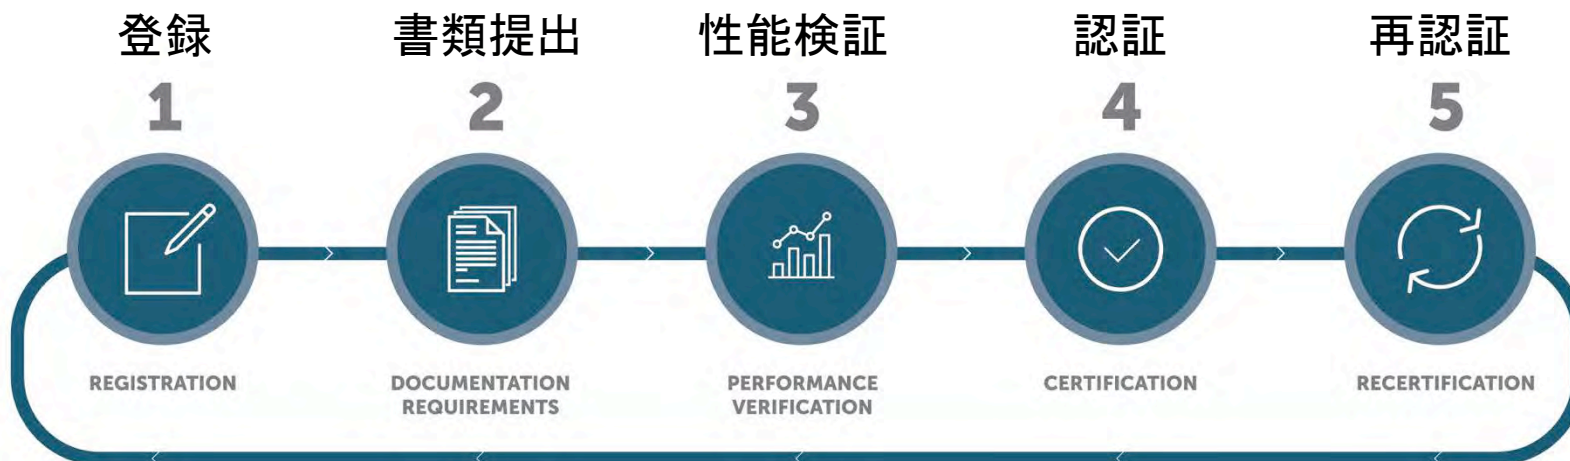 登録
書類提出
性能検証
認証
再認証
1
2
3
4
5
REGISTRATION
DOCUMENTATION
REQUIREMENTS
PERFORMANCE
VERIFICATION
CERTIFICATION
RECERTIFICATION